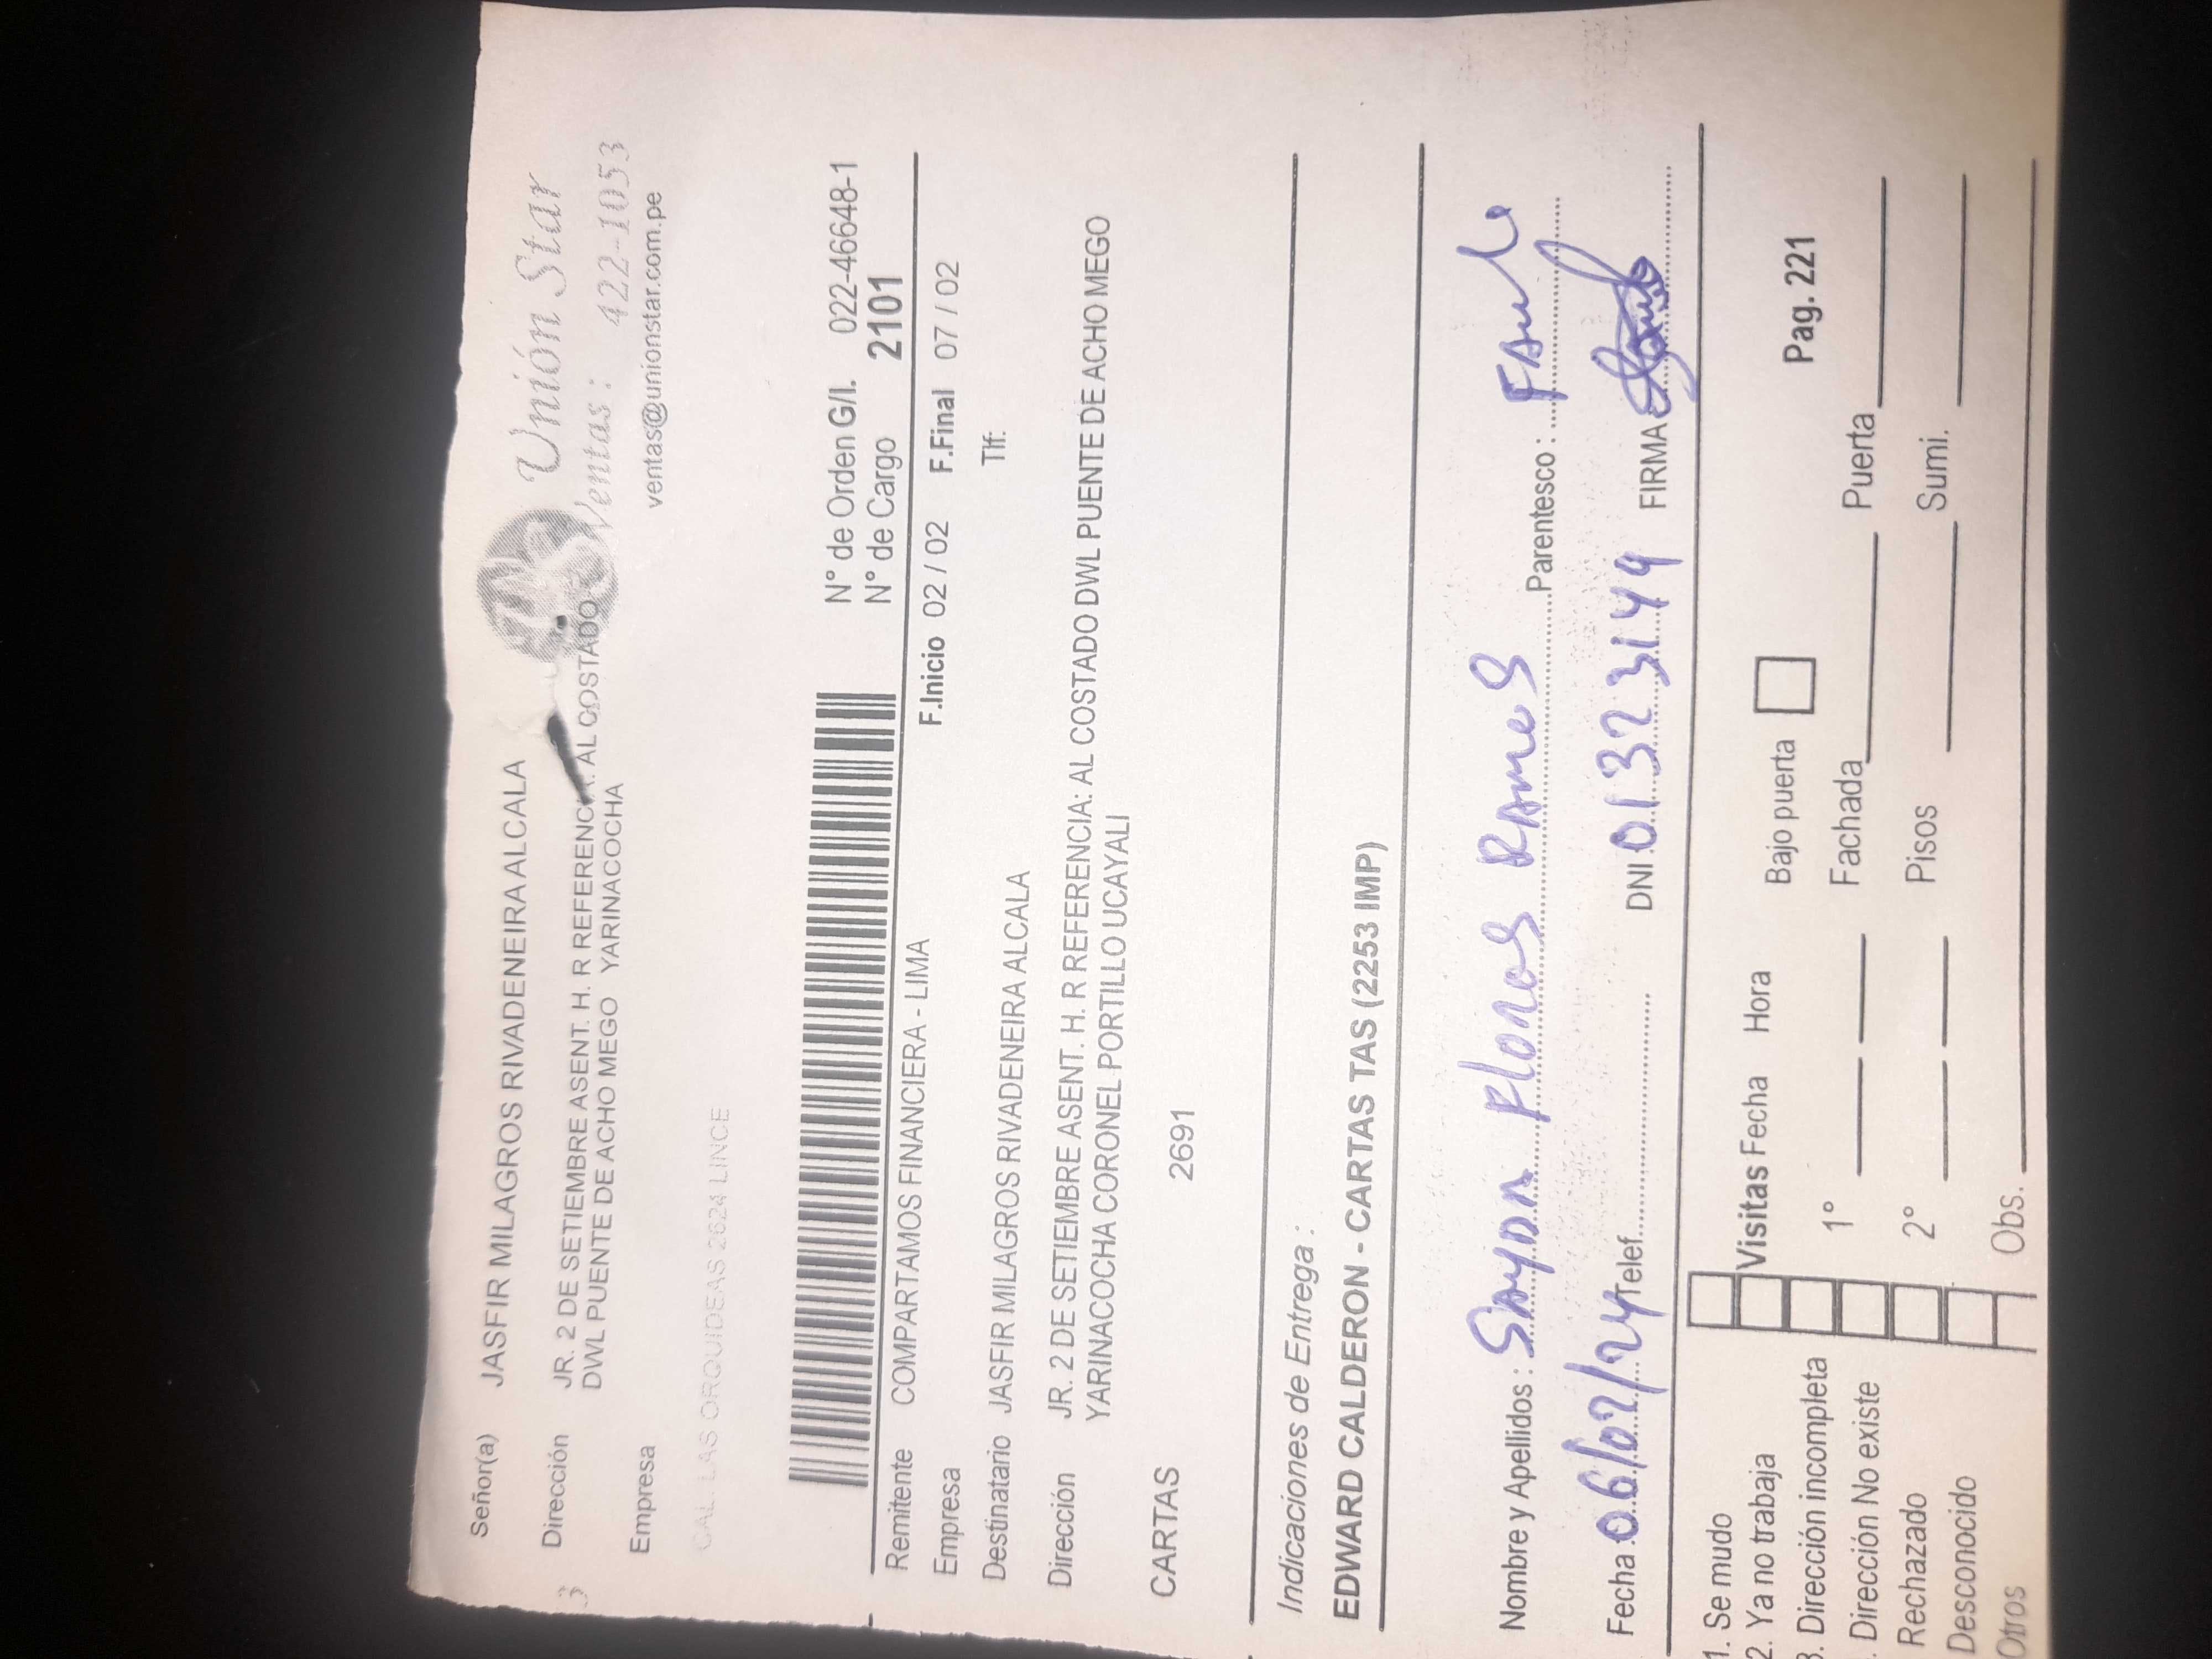 Señor(a) JASFIR MILAGROS RIVADENEIRA ALCALA
Unión Star
Dirección JR. 2 DE SETIEMBRE ASENT. H. R REFERENCIA: AL COSTADO
DWL PUENTE DE ACHO MEGO YARINACOCHA
Ventas: 422-1053
ventas@unionstar.com.pe
Empresa
CAL. LAS ORQUIDEAS 2624 LINCE
N° de Orden G/I. 022-46648-1
N° de Cargo 2101
Remitente COMPARTAMOS FINANCIERA - LIMA
F.Inicio 02 / 02 F.Final 07 / 02
Empresa
Destinatario JASFIR MILAGROS RIVADENEIRA ALCALA
Tlf:
Dirección JR. 2 DE SETIEMBRE ASENT. H. R REFERENCIA: AL COSTADO DWL PUENTE DE ACHO MEGO
YARINACOCHA CORONEL PORTILLO UCAYALI
CARTAS 2691
Indicaciones de Entrega :
EDWARD CALDERON - CARTAS TAS (2253 IMP)
Nombre y Apellidos : Flores Ramos Parentesco :
Fecha 06/02/24 Telef. DNI 01323149 FIRMA
1. Se mudo
2. Ya no trabaja Visitas Fecha Hora Bajo puerta Pag. 221
3. Dirección incompleta
1° Fachada Puerta
. Dirección No existe
Rechazado
2° Pisos Sumi.
Desconocido
Otros Obs.